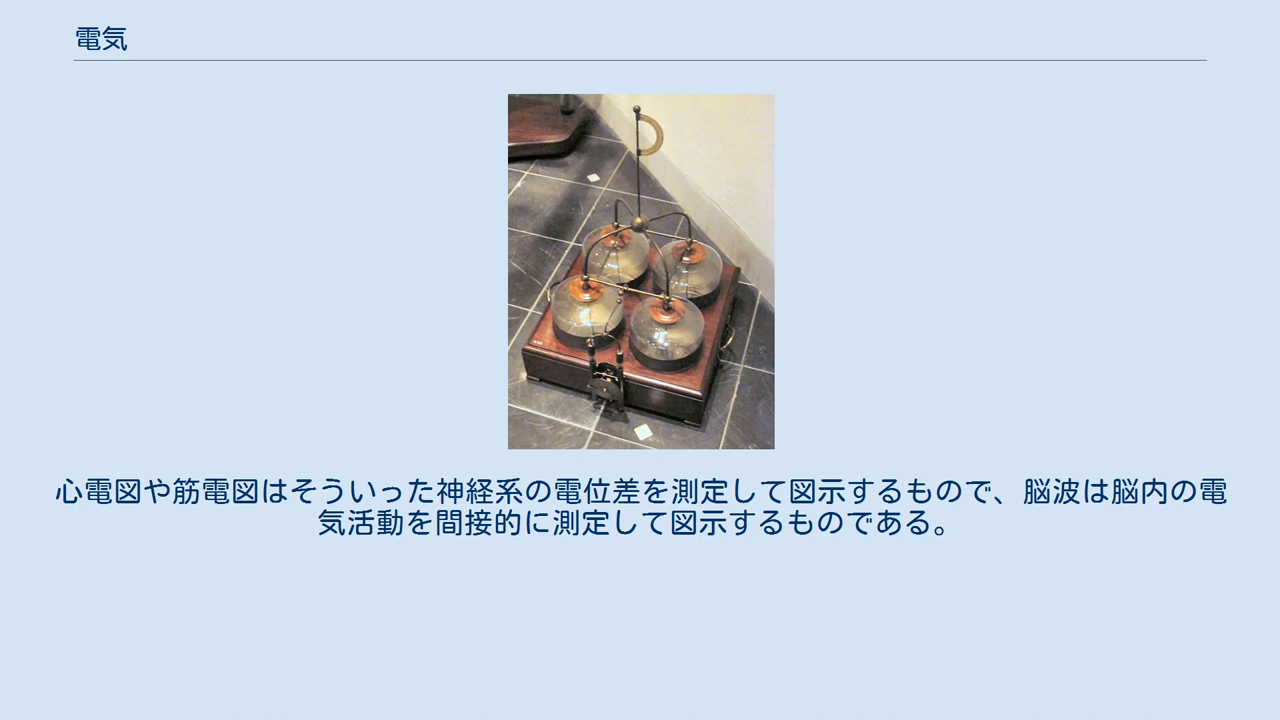 電気
心電図や筋電図はそういった神経系の電位差を測定して図示するもので、脳波は脳内の電
気活動を間接的に測定して図示するものである。